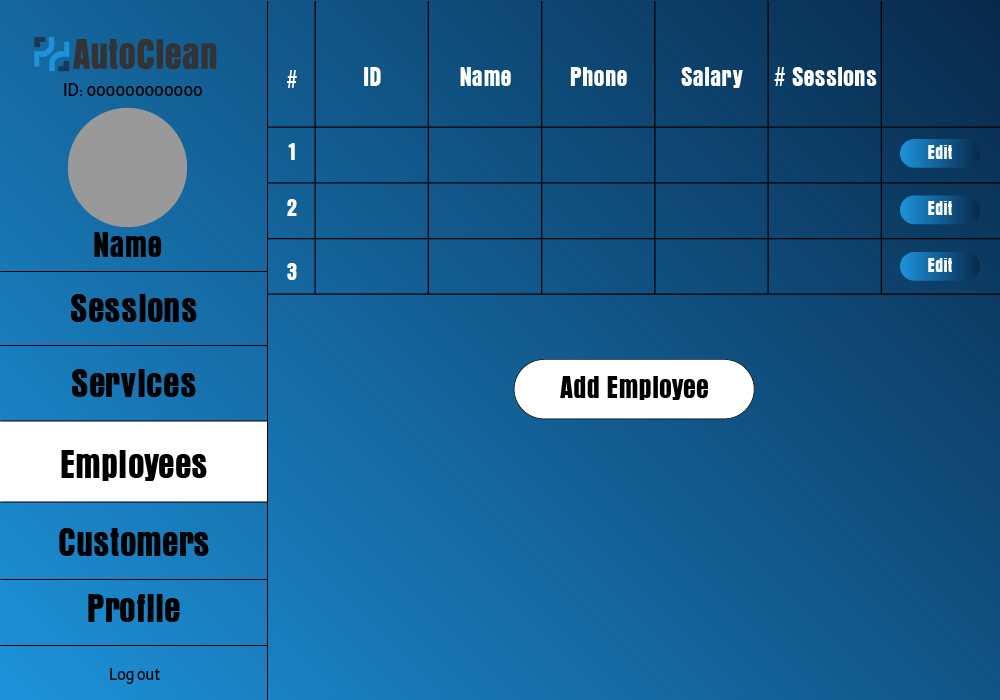 AutoClean
ID: 000000000000
Name
Sessions
Services
Employees
Customers
Profile
Log out
# ID Name Phone Salary # Sessions
1 Edit
2 Edit
3 Edit
Add Employee